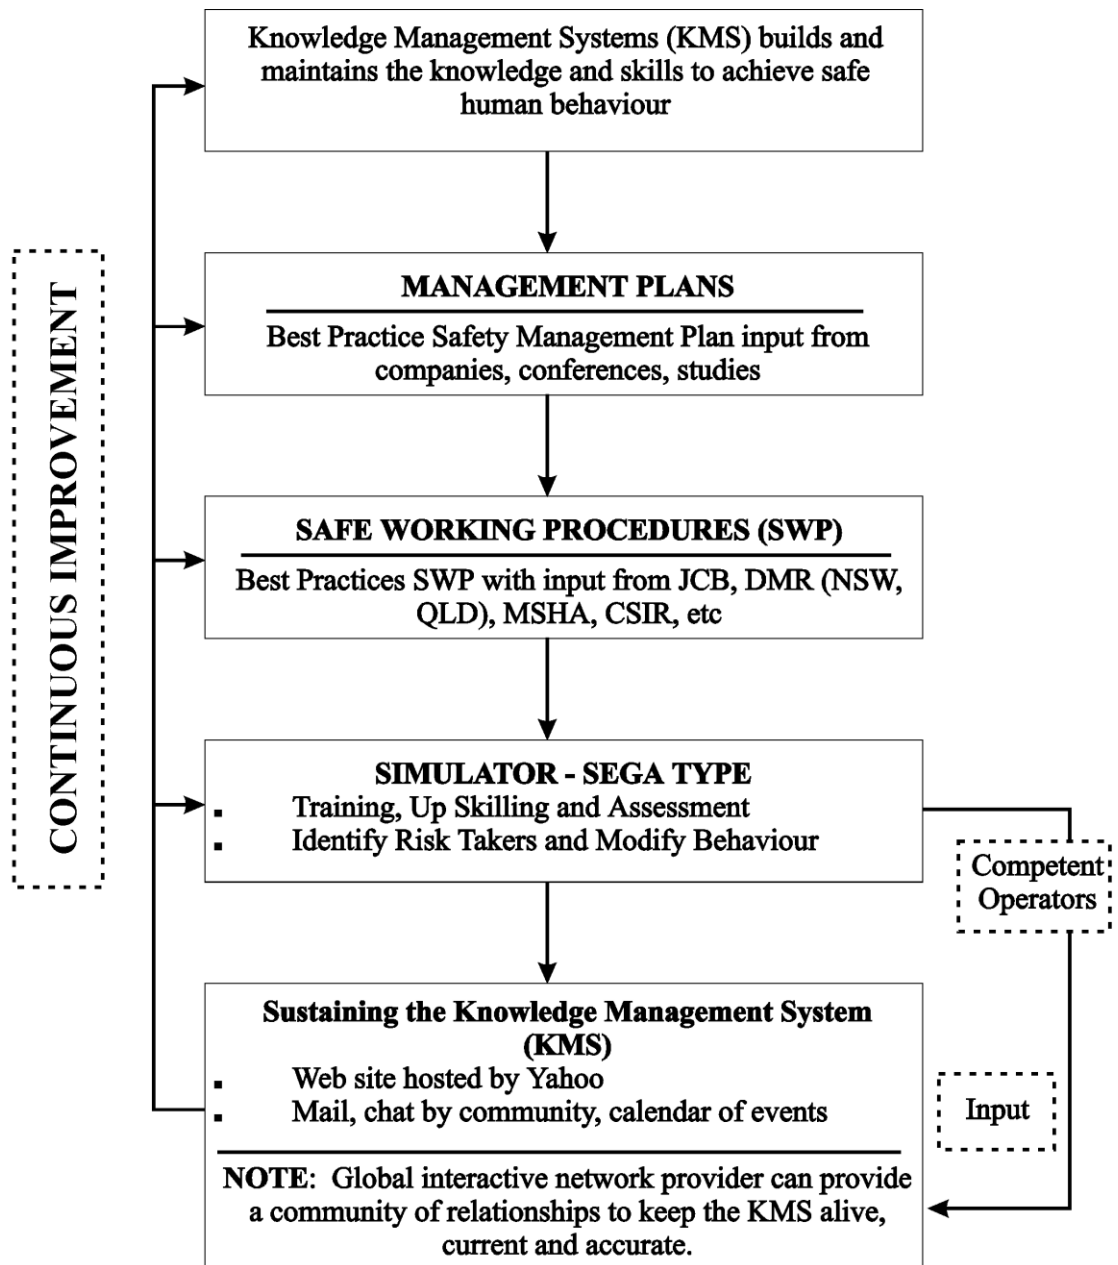 Knowledge Management Systems (KMS) builds and
maintains the knowledge and skills to achieve safe
human behaviour
CONTINUOUS IMPROVEMENT
MANAGEMENT PLANS
Best Practice Safety Management Plan input from
companies, conferences, studies
SAFE WORKING PROCEDURES (SWP)
Best Practices SWP with input from JCB, DMR (NSW,
QLD), MSHA, CSIR, etc
SIMULATOR - SEGA TYPE
▪ Training, Up Skilling and Assessment
▪ Identify Risk Takers and Modify Behaviour
Competent
Operators
Sustaining the Knowledge Management System
(KMS)
▪ Web site hosted by Yahoo
▪ Mail, chat by community, calendar of events
Input
NOTE: Global interactive network provider can provide
a community of relationships to keep the KMS alive,
current and accurate.